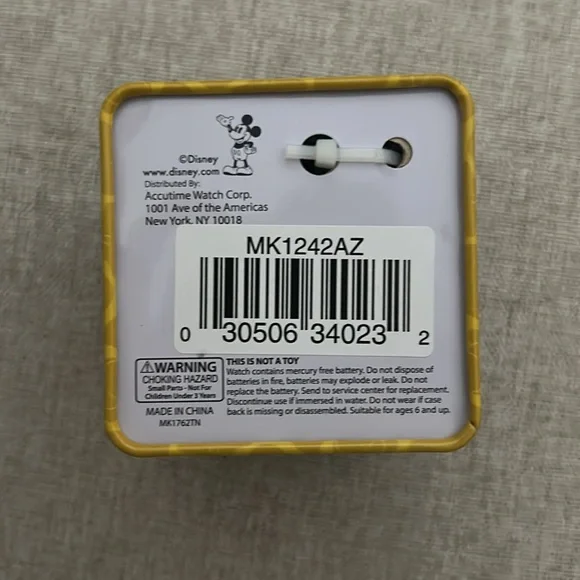 ©Disney
www.disney.com
Distributed By:
Accutime Watch Corp.
1001 Ave of the Americas
New York, NY 10018
MK1242AZ
0 30506 34023 2
WARNING
CHOKING HAZARD
Small Parts - Not For
Children Under 3 Years
MADE IN CHINA
MK1762TN
THIS IS NOT A TOY
Watch contains mercury free battery. Do not dispose of
batteries in fire, batteries may explode or leak. Do not
replace the battery. Send to service center for replacement.
Discontinue use if immersed in water. Do not wear if case
back is missing or disassembled. Suitable for ages 6 and up.